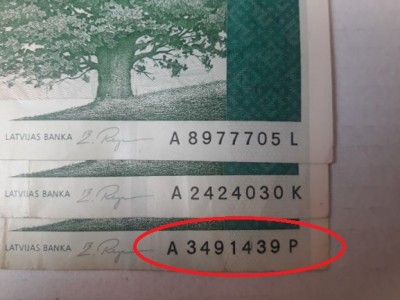 LATVIJAS BANKA A 8977705 L
LATVIJAS BANKA A 2424030 K
LATVIJAS BANKA A 3491439 P